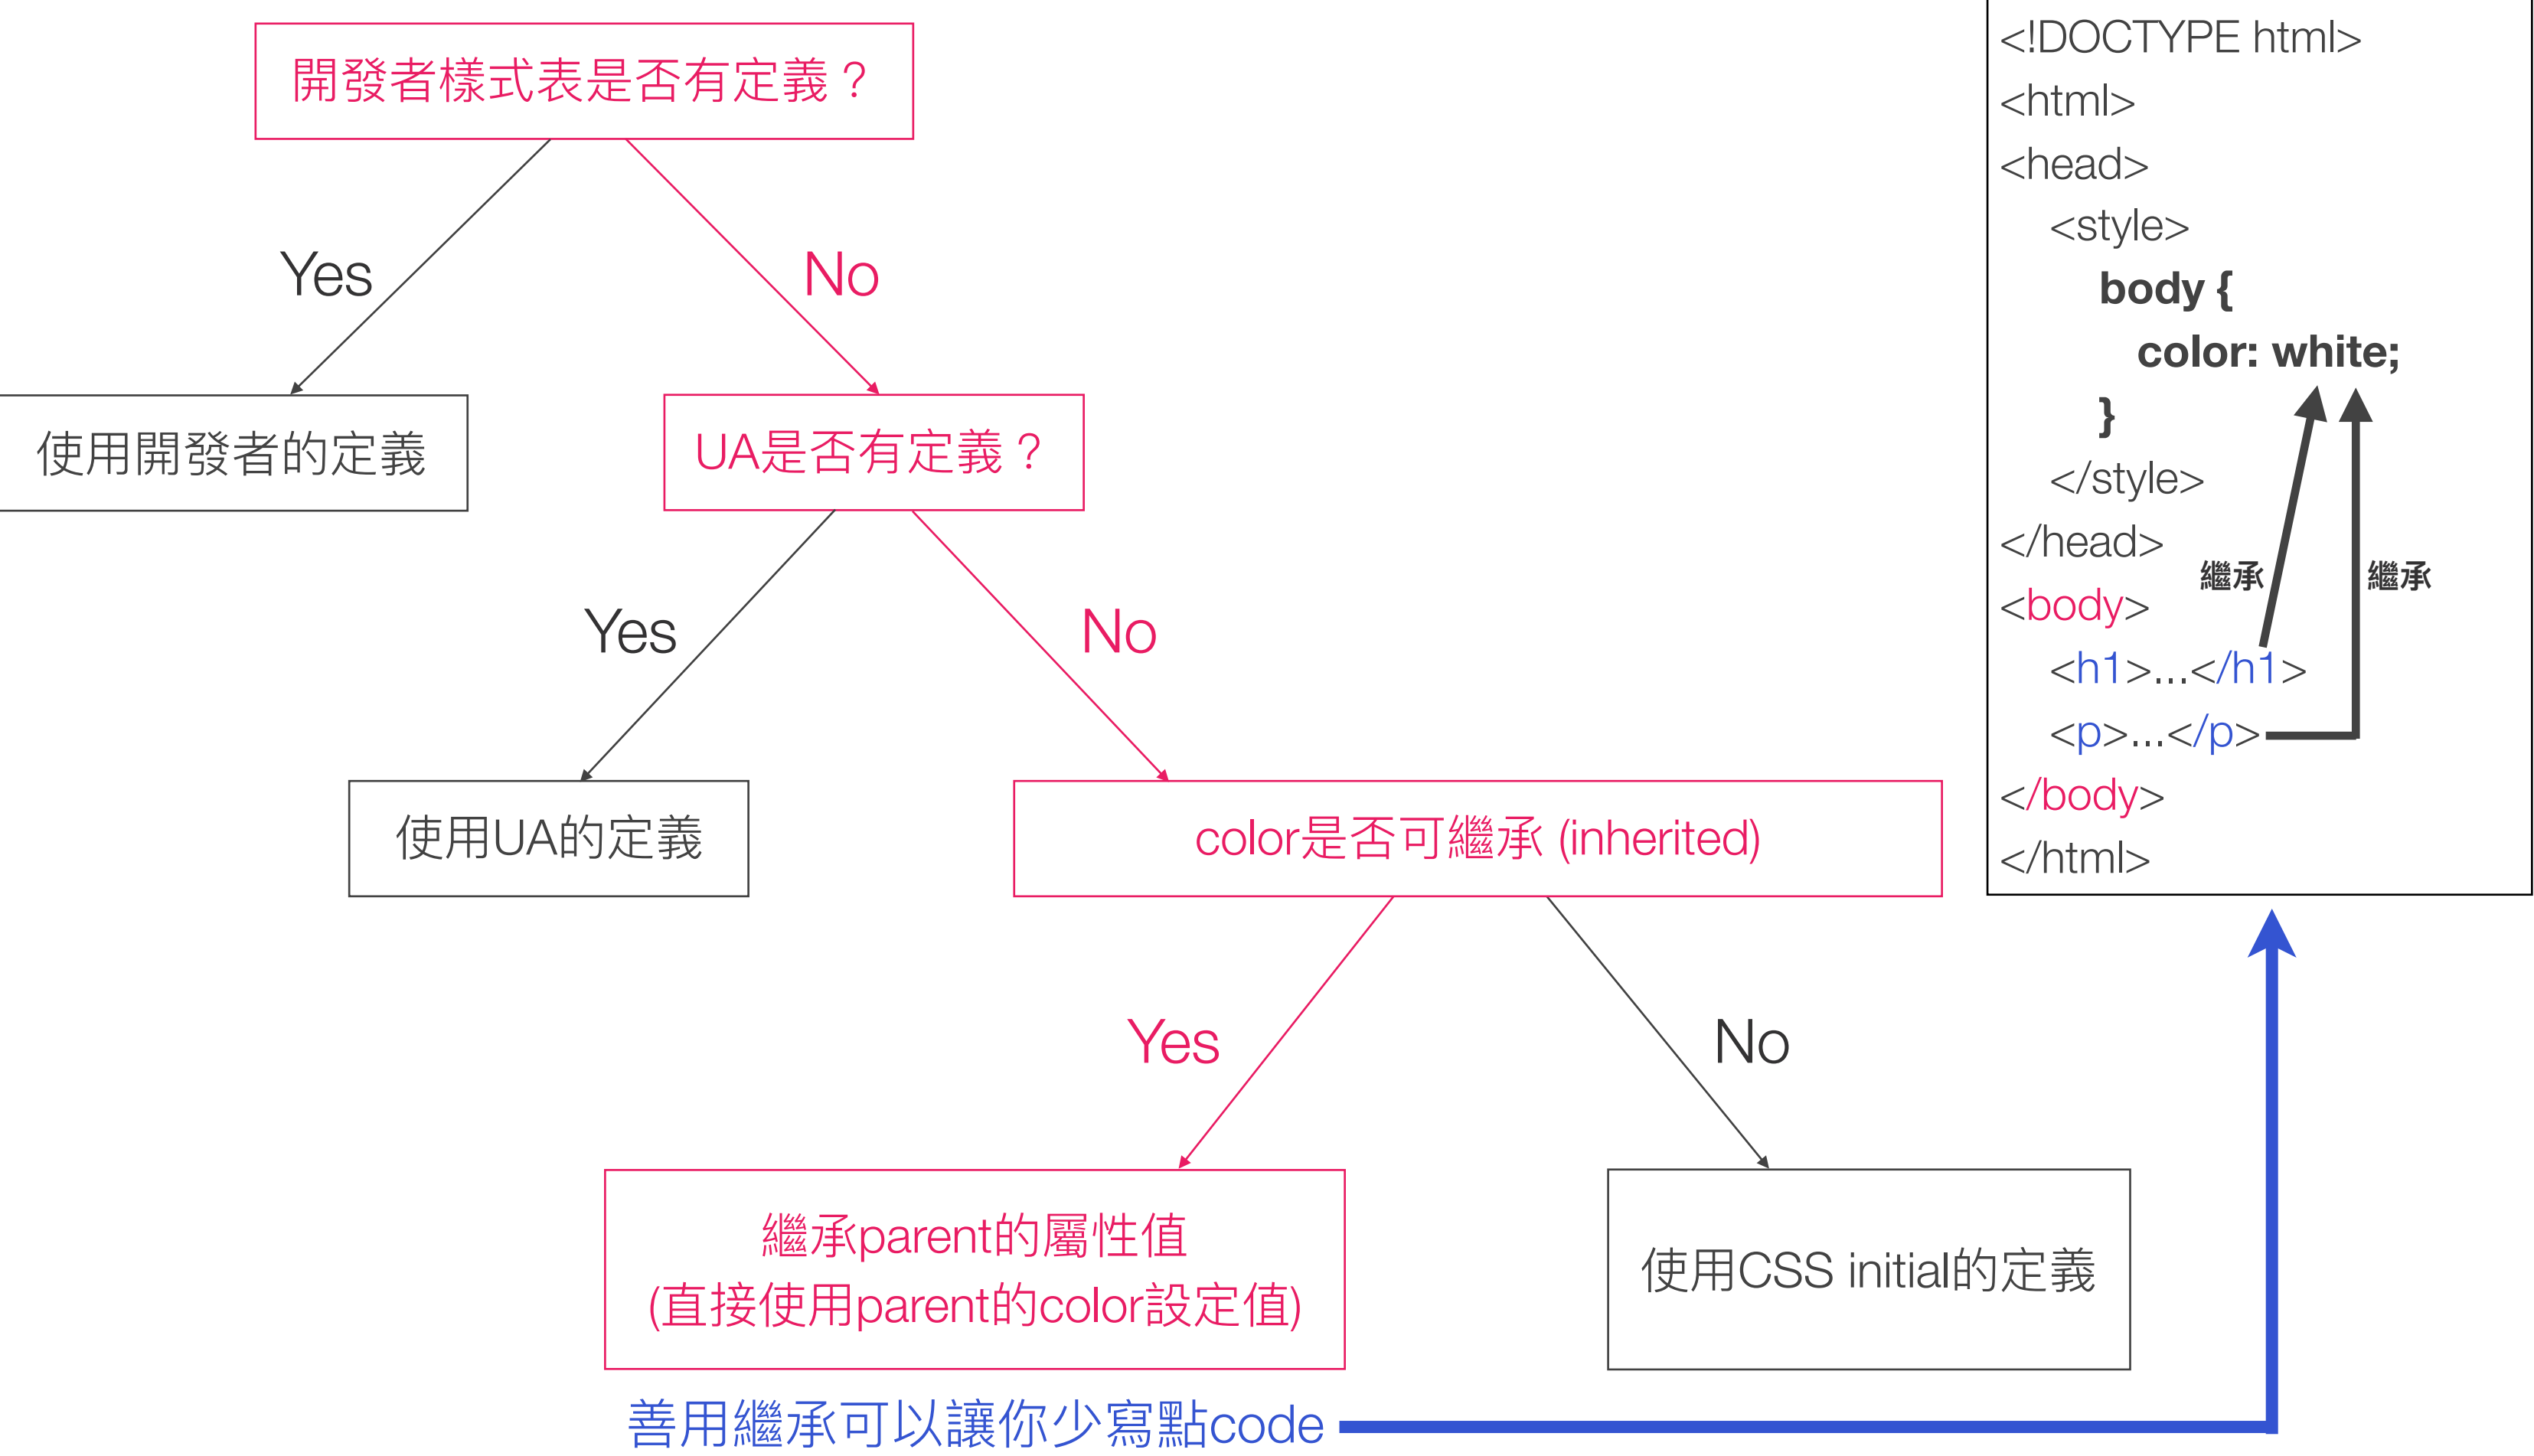 開發者樣式表是否有定義？
Yes
No
使用開發者的定義
UA是否有定義？
Yes
No
使用UA的定義
color是否可繼承 (inherited)
Yes
No
繼承parent的屬性值
(直接使用parent的color設定值)
使用CSS initial的定義
善用繼承可以讓你少寫點code
<!DOCTYPE html>
<html>
<head>
<style>
body {
color: white;
}
</style>
</head>
繼承
繼承
<body>
<h1>...</h1>
<p>...</p>
</body>
</html>